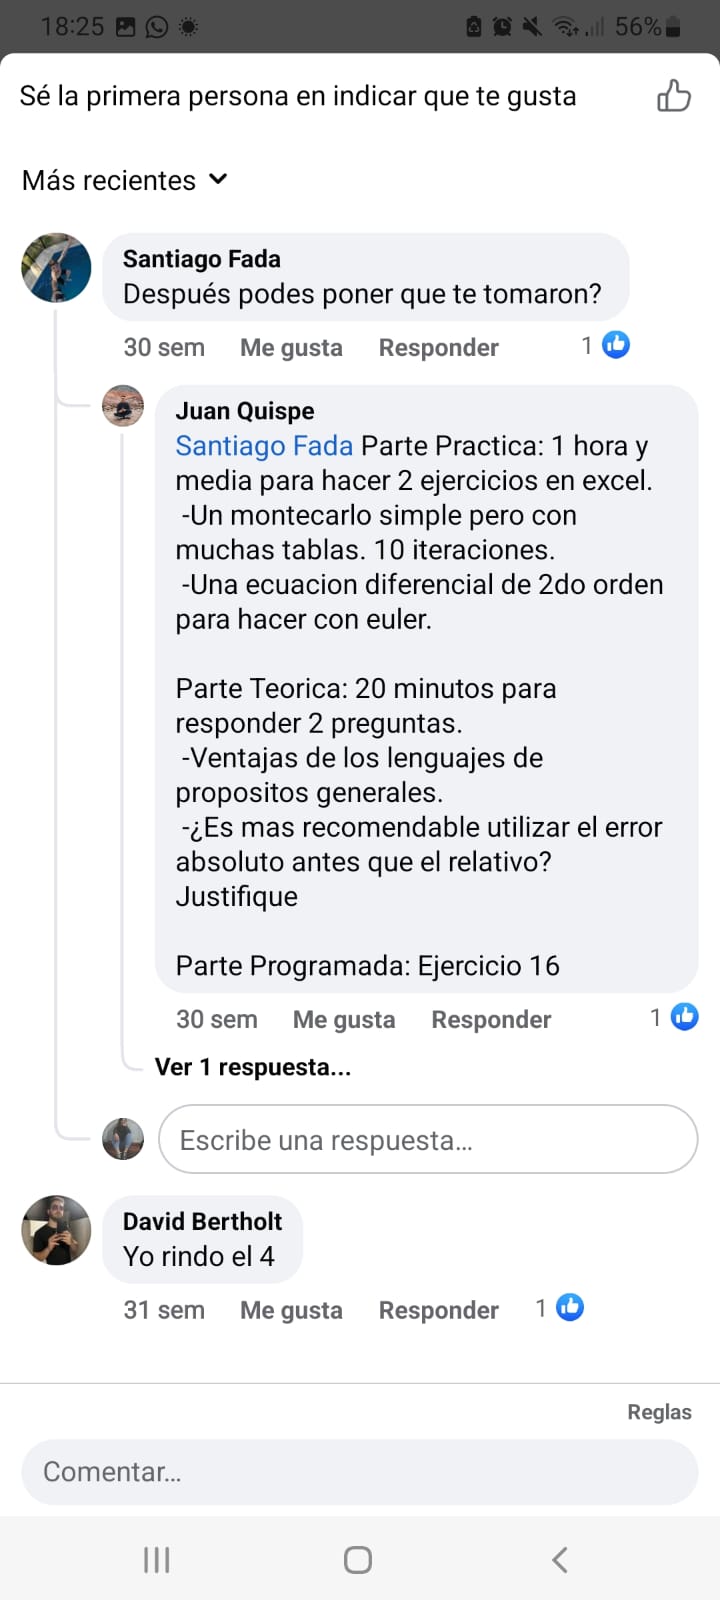 18:25
56%
Sé la primera persona en indicar que te gusta
Más recientes
Santiago Fada
Después podes poner que te tomaron?
30 sem Me gusta Responder 1
Juan Quispe
Santiago Fada Parte Practica: 1 hora y
media para hacer 2 ejercicios en excel.
-Un montecarlo simple pero con
muchas tablas. 10 iteraciones.
-Una ecuacion diferencial de 2do orden
para hacer con euler.
Parte Teorica: 20 minutos para
responder 2 preguntas.
-Ventajas de los lenguajes de
propositos generales.
-¿Es mas recomendable utilizar el error
absoluto antes que el relativo?
Justifique
Parte Programada: Ejercicio 16
30 sem Me gusta Responder 1
Ver 1 respuesta...
Escribe una respuesta...
David Bertholt
Yo rindo el 4
31 sem Me gusta Responder 1
Reglas
Comentar...